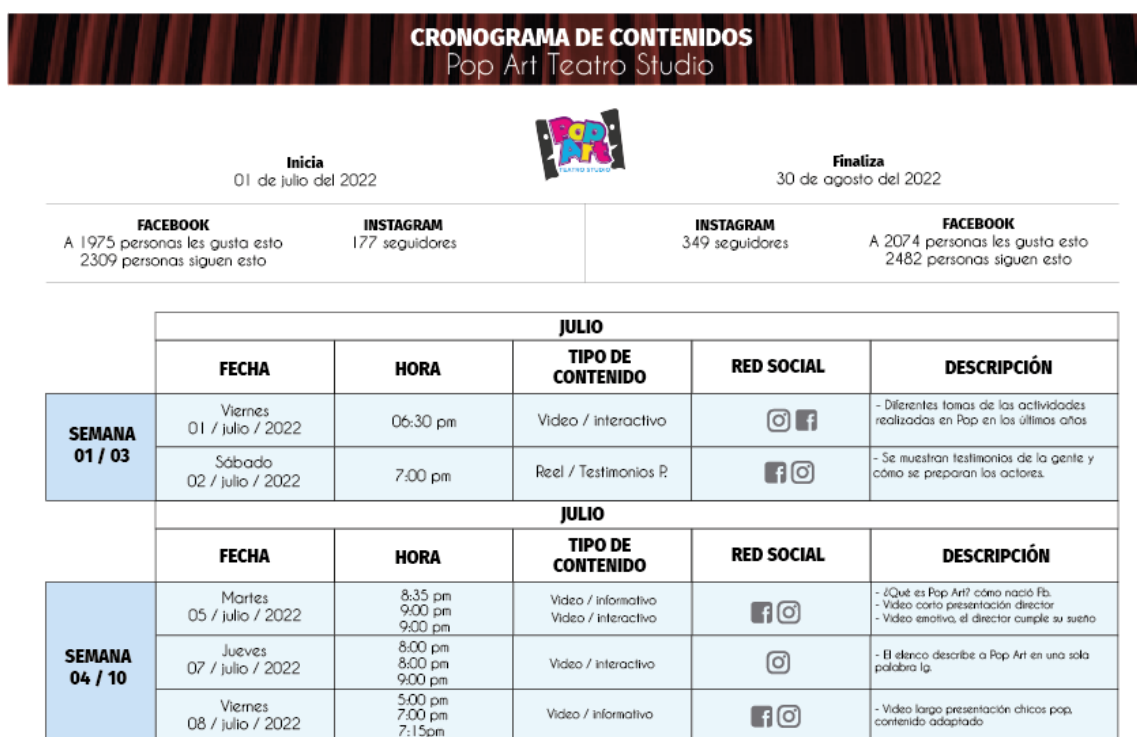 CRONOGRAMA DE CONTENIDOS
Pop Art Teatro Studio
Pop
Art
TEATRO STUDIO
Inicia
01 de julio del 2022
Finaliza
30 de agosto del 2022
FACEBOOK
A 1975 personas les gusta esto
2309 personas siguen esto
INSTAGRAM
177 seguidores
INSTAGRAM
349 seguidores
FACEBOOK
A 2074 personas les gusta esto
2482 personas siguen esto
JULIO
FECHA
HORA
TIPO DE
CONTENIDO
RED SOCIAL
DESCRIPCIÓN
SEMANA
01 / 03
Viernes
01 / julio / 2022
06:30 pm
Video / interactivo
- Diferentes tomas de las actividades
realizadas en Pop en los últimos años
Sábado
02 / julio / 2022
7:00 pm
Reel / Testimonios P.
- Se muestran testimonios de la gente y
cómo se preparan los actores.
JULIO
FECHA
HORA
TIPO DE
CONTENIDO
RED SOCIAL
DESCRIPCIÓN
SEMANA
04 / 10
Martes
05 / julio / 2022
8:35 pm
9:00 pm
9:00 pm
Video / informativo
Video / interactivo
- ¿Qué es Pop Art? cómo nació Fb.
- Video corto presentación director
- Video emotivo, el director cumple su sueño
Jueves
07 / julio / 2022
8:00 pm
8:00 pm
9:00 pm
Video / interactivo
- El elenco describe a Pop Art en una sola
palabra Ig.
Viernes
08 / julio / 2022
5:00 pm
7:00 pm
7:15pm
Video / informativo
- Video largo presentación chicos pop,
contenido adaptado